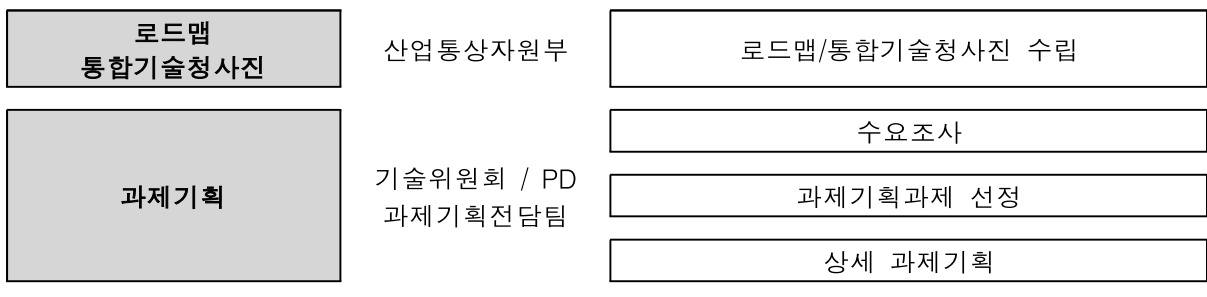 로드맵
통합기술청사진
산업통상자원부
로드맵/통합기술청사진 수립
과제기획
기술위원회 / PD
과제기획전담팀
수요조사
과제기획과제 선정
상세 과제기획